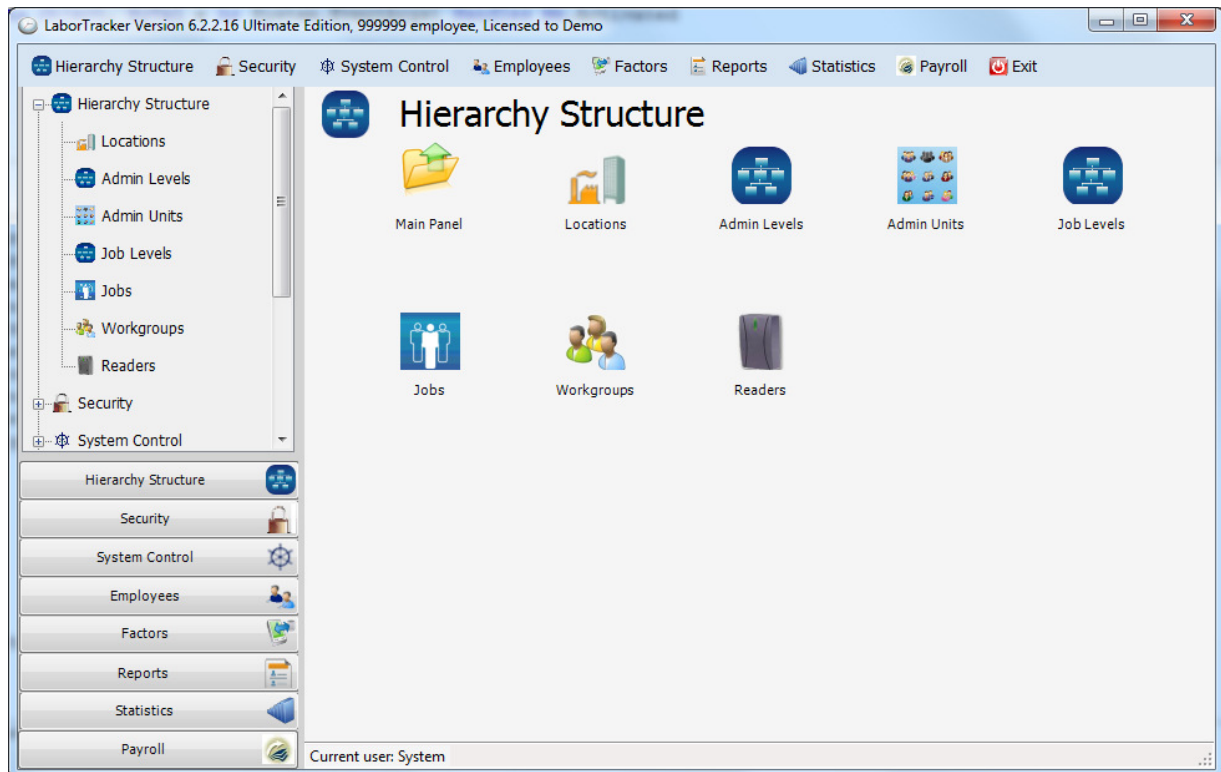 LaborTracker Version 6.2.2.16 Ultimate Edition, 999999 employee, Licensed to Demo
Hierarchy Structure Security System Control Employees Factors Reports Statistics Payroll Exit
Hierarchy Structure
Locations
Admin Levels
Admin Units
Job Levels
Jobs
Workgroups
Readers
Security
System Control
Hierarchy Structure
Security
System Control
Employees
Factors
Reports
Statistics
Payroll
Hierarchy Structure
Main Panel Locations Admin Levels Admin Units Job Levels
Jobs Workgroups Readers
Current user: System